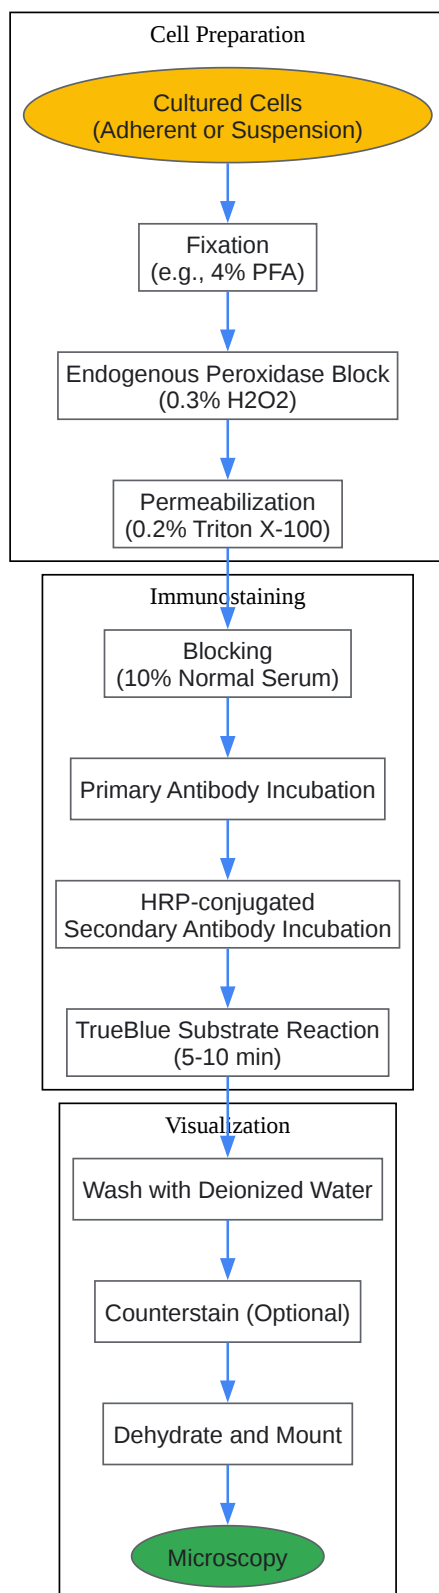 Cell Preparation
Cultured Cells
(Adherent or Suspension)
Fixation
(e.g., 4% PFA)
Endogenous Peroxidase Block
(0.3% H2O2)
Permeabilization
(0.2% Triton X-100)
Immunostaining
Blocking
(10% Normal Serum)
Primary Antibody Incubation
HRP-conjugated
Secondary Antibody Incubation
TrueBlue Substrate Reaction
(5-10 min)
Visualization
Wash with Deionized Water
Counterstain (Optional)
Dehydrate and Mount
Microscopy